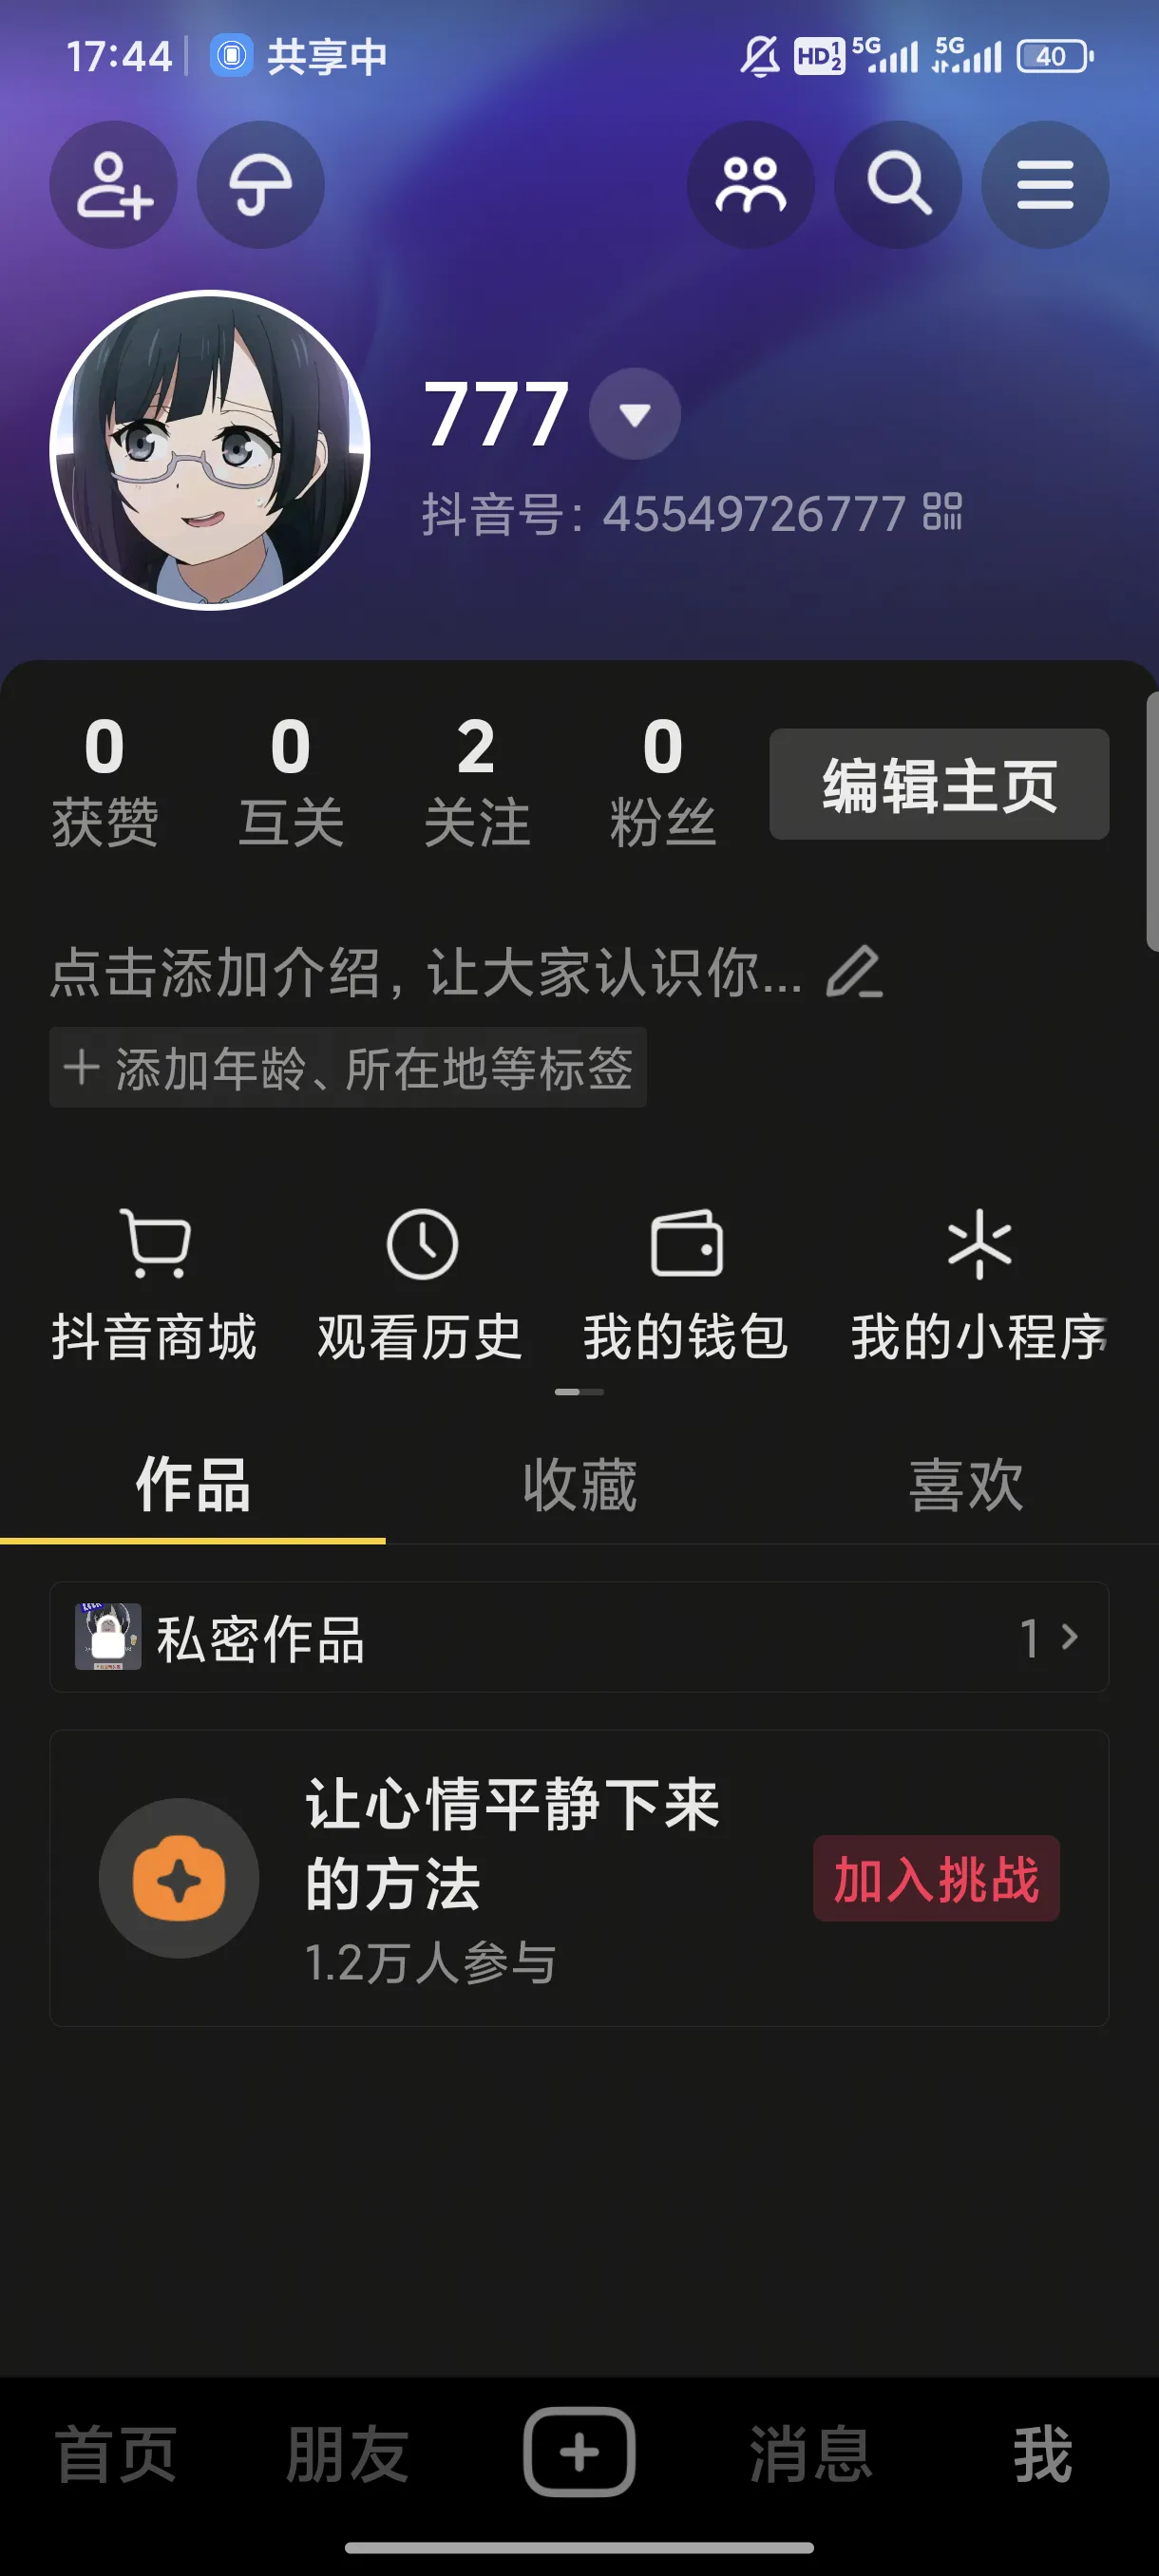 17:44 共享中 HD 1 2 5G 5G 40
777
抖音号: 45549726777
0 0 2 0
获赞 互关 关注 粉丝
编辑主页
点击添加介绍，让大家认识你...
+ 添加年龄、所在地等标签
抖音商城 观看历史 我的钱包 我的小程序
作品 收藏 喜欢
私密作品 1
让心情平静下来
的方法
1.2万人参与
加入挑战
首页 朋友 消息 我